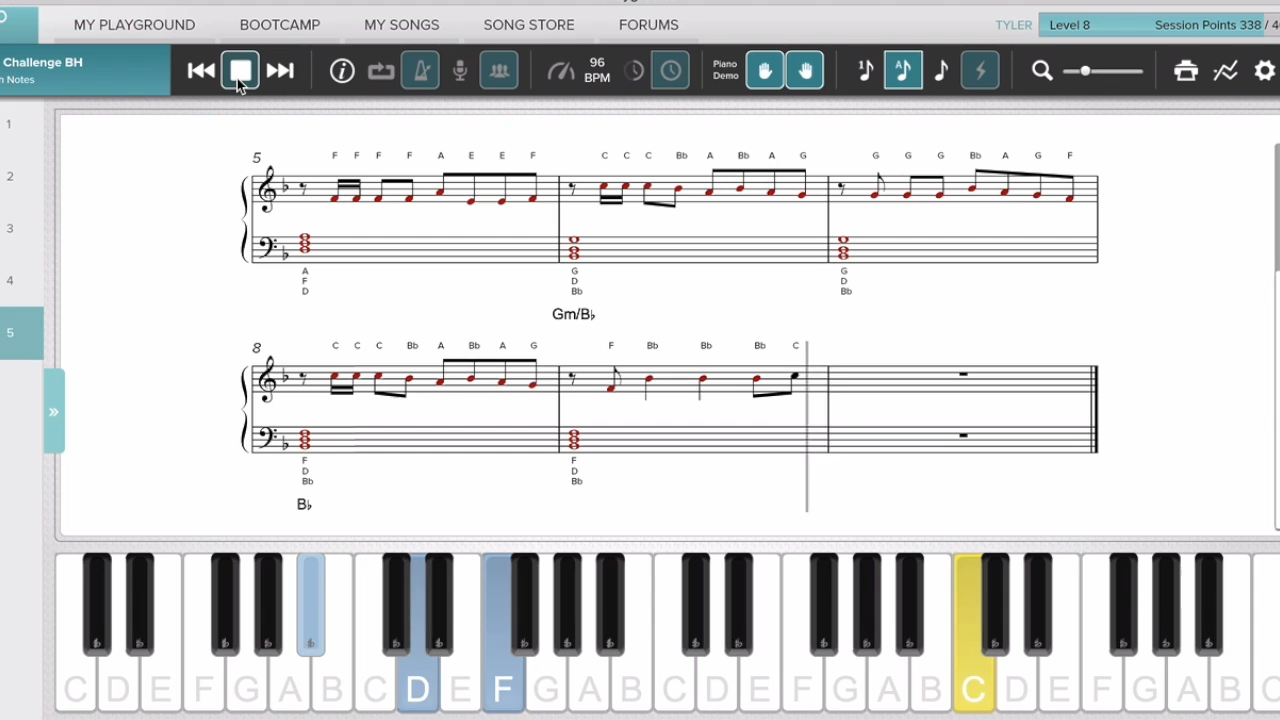 MY PLAYGROUND BOOTCAMP MY SONGS SONG STORE FORUMS TYLER Level 8 Session Points 338 / 4
Challenge BH
Notes
96
BPM
Piano
Demo
1
A
1
2
3
4
5
5 F F F F A E E F C C C Bb A Bb A G G G G Bb A G F
A G G
F D D
D Bb Bb
Gm/B♭
8 C C C Bb A Bb A G F Bb Bb Bb C
F F
D D
Bb Bb
B♭
C D E F G A B C D E F G A B C D E F G A B C D E F G A B C